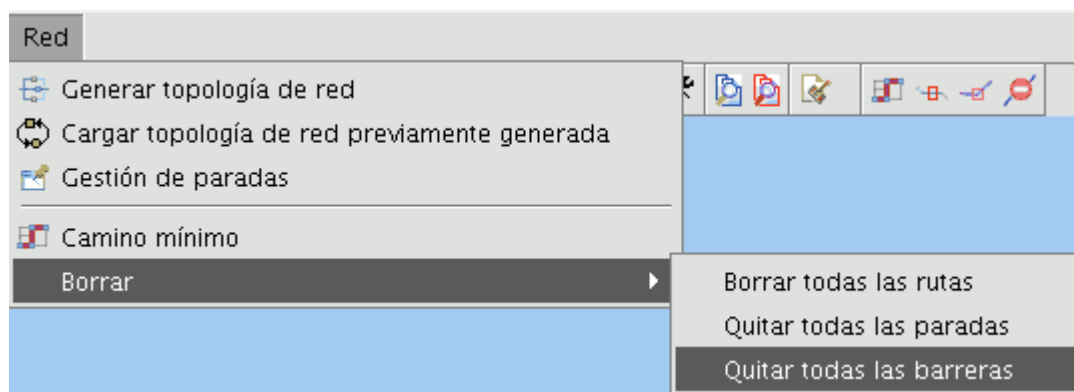 Red
Generar topología de red
Cargar topología de red previamente generada
Gestión de paradas
Camino mínimo
Borrar
Borrar todas las rutas
Quitar todas las paradas
Quitar todas las barreras